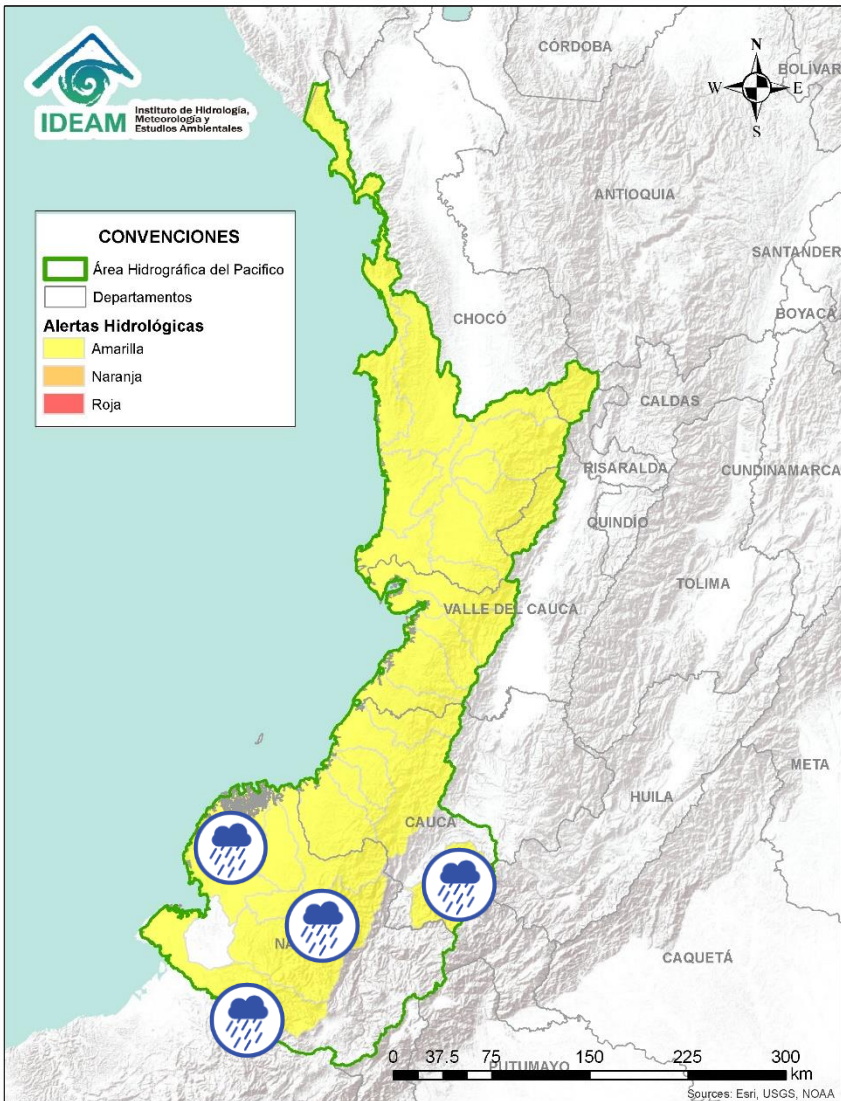 IDEAM
Instituto de Hidrología,
Meteorología y
Estudios Ambientales
N
W
E
S
CÓRDOBA
BOLÍVAR
ANTIOQUIA
SANTANDER
BOYACÁ
CHOCÓ
CALDAS
RISARALDA
CUNDINAMARCA
QUINDÍO
TOLIMA
VALLE DEL CAUCA
META
HUILA
CAUCA
NA
CAQUETÁ
PUTUMAYO
CONVENCIONES
Área Hidrográfica del Pacifico
Departamentos
Alertas Hidrológicas
Amarilla
Naranja
Roja
0 37.5 75 150 225 300
km
Sources: Esri, USGS, NOAA